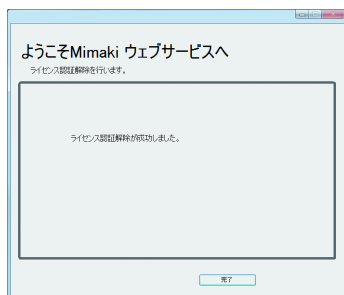 ようこそMimaki ウェブサービスへ
ライセンス認証解除を行います。
ライセンス認証解除が成功しました。
完了